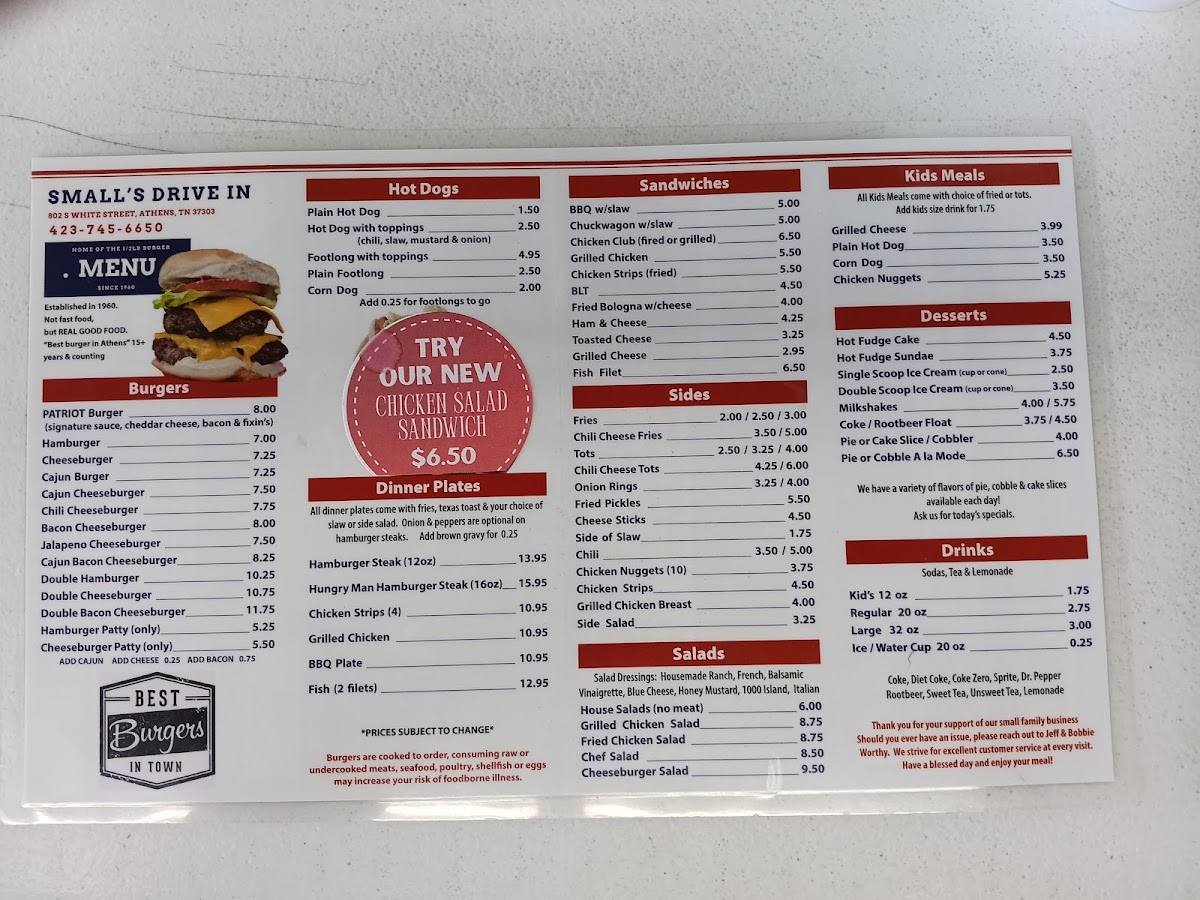 SMALL'S DRIVE IN
802 S WHITE STREET, ATHENS, TN 37303
423-745-6650
HOME OF THE 1/2LB BURGER
. MENU
SINCE 1960
Established in 1960.
Not fast food,
but REAL GOOD FOOD.
"Best burger in Athens" 15+
years & counting
Burgers
PATRIOT Burger 8.00
(signature sauce, cheddar cheese, bacon & fixin's)
Hamburger 7.00
Cheeseburger 7.25
Cajun Burger 7.25
Cajun Cheeseburger 7.50
Chili Cheeseburger 7.75
Bacon Cheeseburger 8.00
Jalapeno Cheeseburger 7.50
Cajun Bacon Cheeseburger 8.25
Double Hamburger 10.25
Double Cheeseburger 10.75
Double Bacon Cheeseburger 11.75
Hamburger Patty (only) 5.25
Cheeseburger Patty (only) 5.50
ADD CAJUN ADD CHEESE 0.25 ADD BACON 0.75
BEST
Burgers
IN TOWN
Hot Dogs
Plain Hot Dog 1.50
Hot Dog with toppings 2.50
(chili, slaw, mustard & onion)
Footlong with toppings 4.95
Plain Footlong 2.50
Corn Dog 2.00
Add 0.25 for footlongs to go
TRY
OUR NEW
CHICKEN SALAD
SANDWICH
$6.50
Dinner Plates
All dinner plates come with fries, texas toast & your choice of
slaw or side salad. Onion & peppers are optional on
hamburger steaks. Add brown gravy for 0.25
Hamburger Steak (12oz) 13.95
Hungry Man Hamburger Steak (16oz) 15.95
Chicken Strips (4) 10.95
Grilled Chicken 10.95
BBQ Plate 10.95
Fish (2 filets) 12.95
*PRICES SUBJECT TO CHANGE*
Burgers are cooked to order, consuming raw or
undercooked meats, seafood, poultry, shellfish or eggs
may increase your risk of foodborne illness.
Sandwiches
BBQ w/slaw 5.00
Chuckwagon w/slaw 5.00
Chicken Club (fired or grilled) 6.50
Grilled Chicken 5.50
Chicken Strips (fried) 5.50
BLT 4.50
Fried Bologna w/cheese 4.00
Ham & Cheese 4.25
Toasted Cheese 3.25
Grilled Cheese 2.95
Fish Filet 6.50
Sides
Fries 2.00 / 2.50 / 3.00
Chili Cheese Fries 3.50 / 5.00
Tots 2.50 / 3.25 / 4.00
Chili Cheese Tots 4.25 / 6.00
Onion Rings 3.25 / 4.00
Fried Pickles 5.50
Cheese Sticks 4.50
Side of Slaw 1.75
Chili 3.50 / 5.00
Chicken Nuggets (10) 3.75
Chicken Strips 4.50
Grilled Chicken Breast 4.00
Side Salad 3.25
Salads
Salad Dressings: Housemade Ranch, French, Balsamic
Vinaigrette, Blue Cheese, Honey Mustard, 1000 Island, Italian
House Salads (no meat) 6.00
Grilled Chicken Salad 8.75
Fried Chicken Salad 8.75
Chef Salad 8.50
Cheeseburger Salad 9.50
Kids Meals
All Kids Meals come with choice of fried or tots.
Add kids size drink for 1.75
Grilled Cheese 3.99
Plain Hot Dog 3.50
Corn Dog 3.50
Chicken Nuggets 5.25
Desserts
Hot Fudge Cake 4.50
Hot Fudge Sundae 3.75
Single Scoop Ice Cream (cup or cone) 2.50
Double Scoop Ice Cream (cup or cone) 3.50
Milkshakes 4.00 / 5.75
Coke / Rootbeer Float 3.75 / 4.50
Pie or Cake Slice / Cobbler 4.00
Pie or Cobble A la Mode 6.50
We have a variety of flavors of pie, cobble & cake slices
available each day!
Ask us for today's specials.
Drinks
Sodas, Tea & Lemonade
Kid's 12 oz 1.75
Regular 20 oz 2.75
Large 32 oz 3.00
Ice / Water Cup 20 oz 0.25
Coke, Diet Coke, Coke Zero, Sprite, Dr. Pepper
Rootbeer, Sweet Tea, Unsweet Tea, Lemonade
Thank you for your support of our small family business
Should you ever have an issue, please reach out to Jeff & Bobbie
Worthy. We strive for excellent customer service at every visit.
Have a blessed day and enjoy your meal!